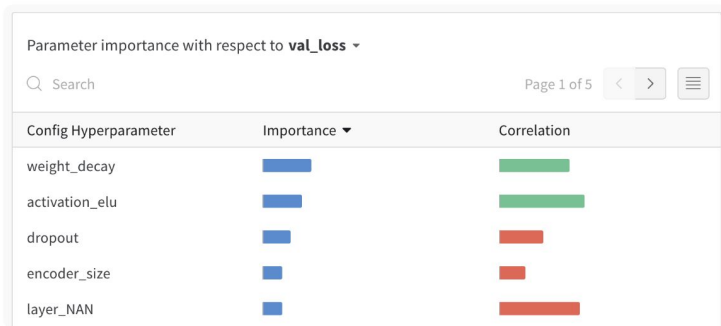 Parameter importance with respect to val_loss
Search
Page 1 of 5
Config Hyperparameter Importance Correlation
weight_decay
activation_elu
dropout
encoder_size
layer_NAN